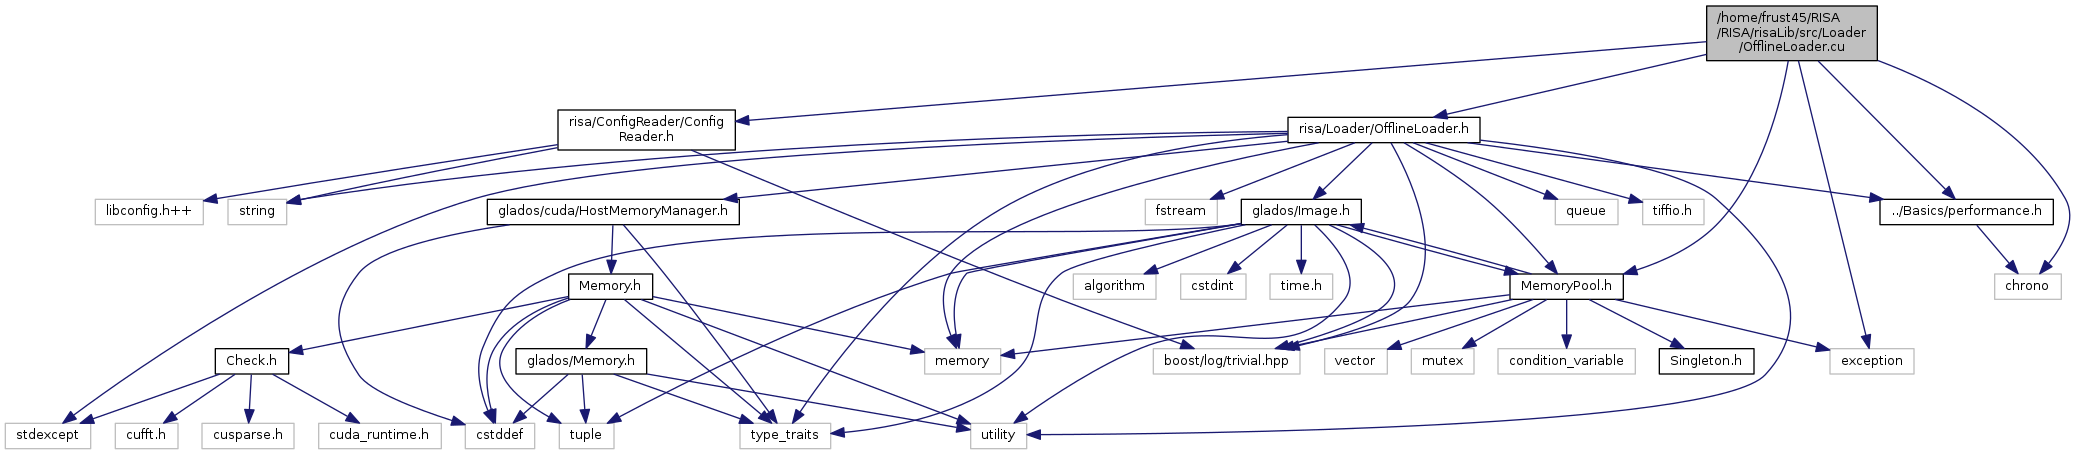 /home/frust45/RISA
/RISA/risaLib/src/Loader
/OfflineLoader.cu
risa/ConfigReader/Config
Reader.h
risa/Loader/OfflineLoader.h
libconfig.h++
string
glados/cuda/HostMemoryManager.h
fstream
glados/Image.h
queue
tiffio.h
../Basics/performance.h
Memory.h
algorithm
cstdint
time.h
MemoryPool.h
chrono
Check.h
glados/Memory.h
memory
boost/log/trivial.hpp
vector
mutex
condition_variable
Singleton.h
exception
stdexcept
cufft.h
cusparse.h
cuda_runtime.h
cstddef
tuple
type_traits
utility